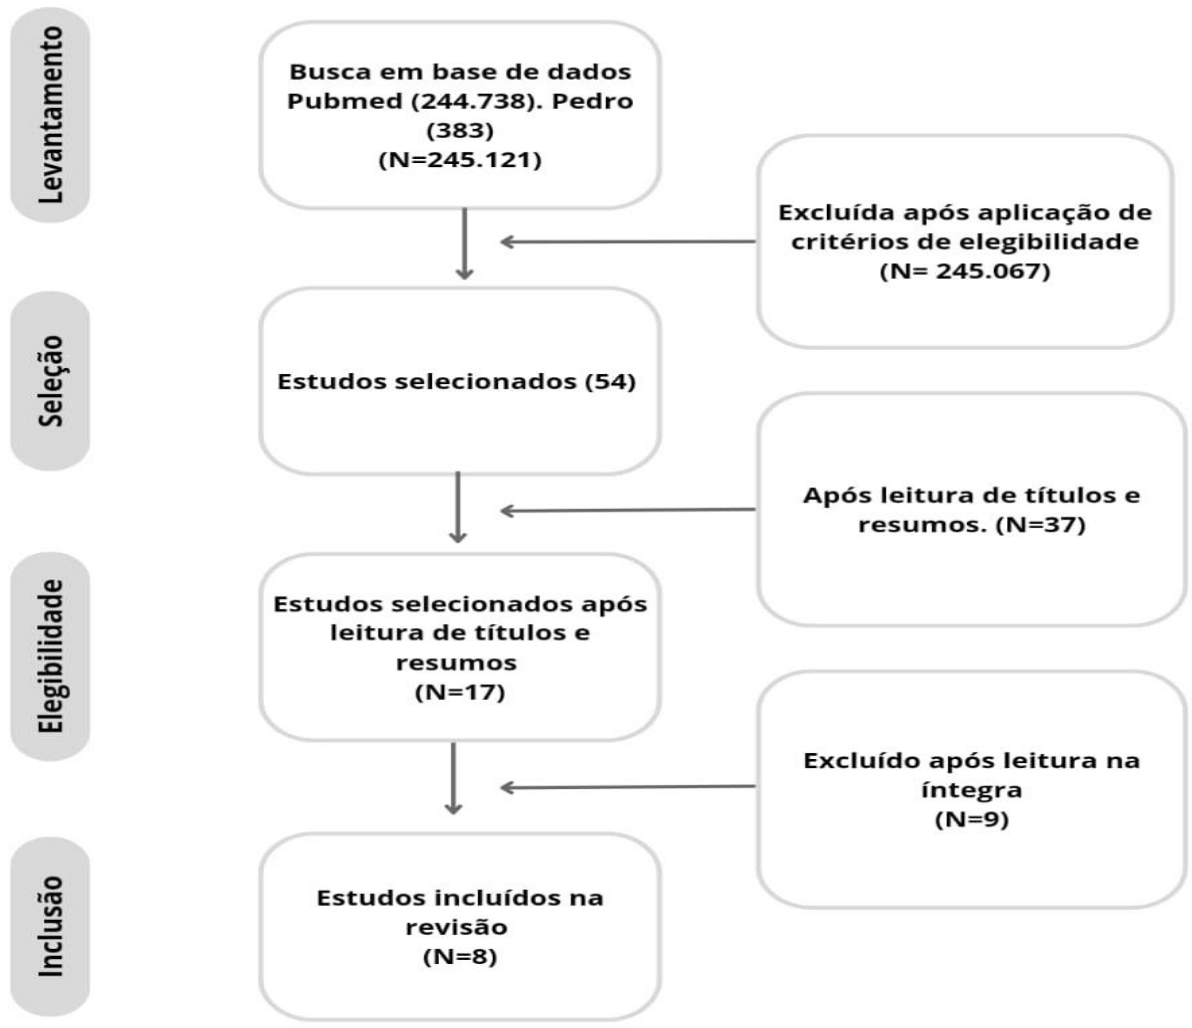 Levantamento
Busca em base de dados
Pubmed (244.738). Pedro
(383)
(N=245.121)
Excluída após aplicação de
critérios de elegibilidade
(N= 245.067)
Seleção
Estudos selecionados (54)
Após leitura de títulos e
resumos. (N=37)
Elegibilidade
Estudos selecionados após
leitura de títulos e
resumos
(N=17)
Excluído após leitura na
íntegra
(N=9)
Inclusão
Estudos incluídos na
revisão
(N=8)